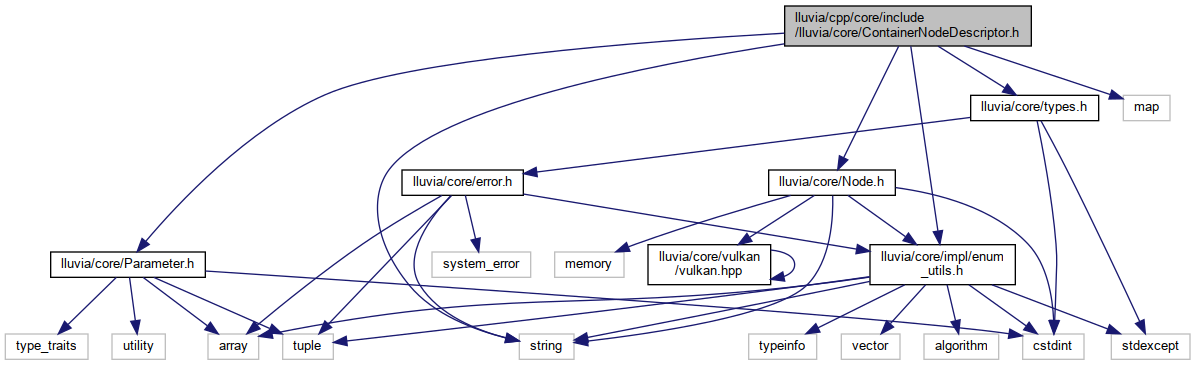 lluvia/cpp/core/include
/lluvia/core/ContainerNodeDescriptor.h
lluvia/core/types.h
map
lluvia/core/error.h
lluvia/core/Node.h
lluvia/core/Parameter.h
system_error
memory
lluvia/core/vulkan
/vulkan.hpp
lluvia/core/impl/enum
_utils.h
type_traits
utility
array
tuple
string
typeinfo
vector
algorithm
cstdint
stdexcept